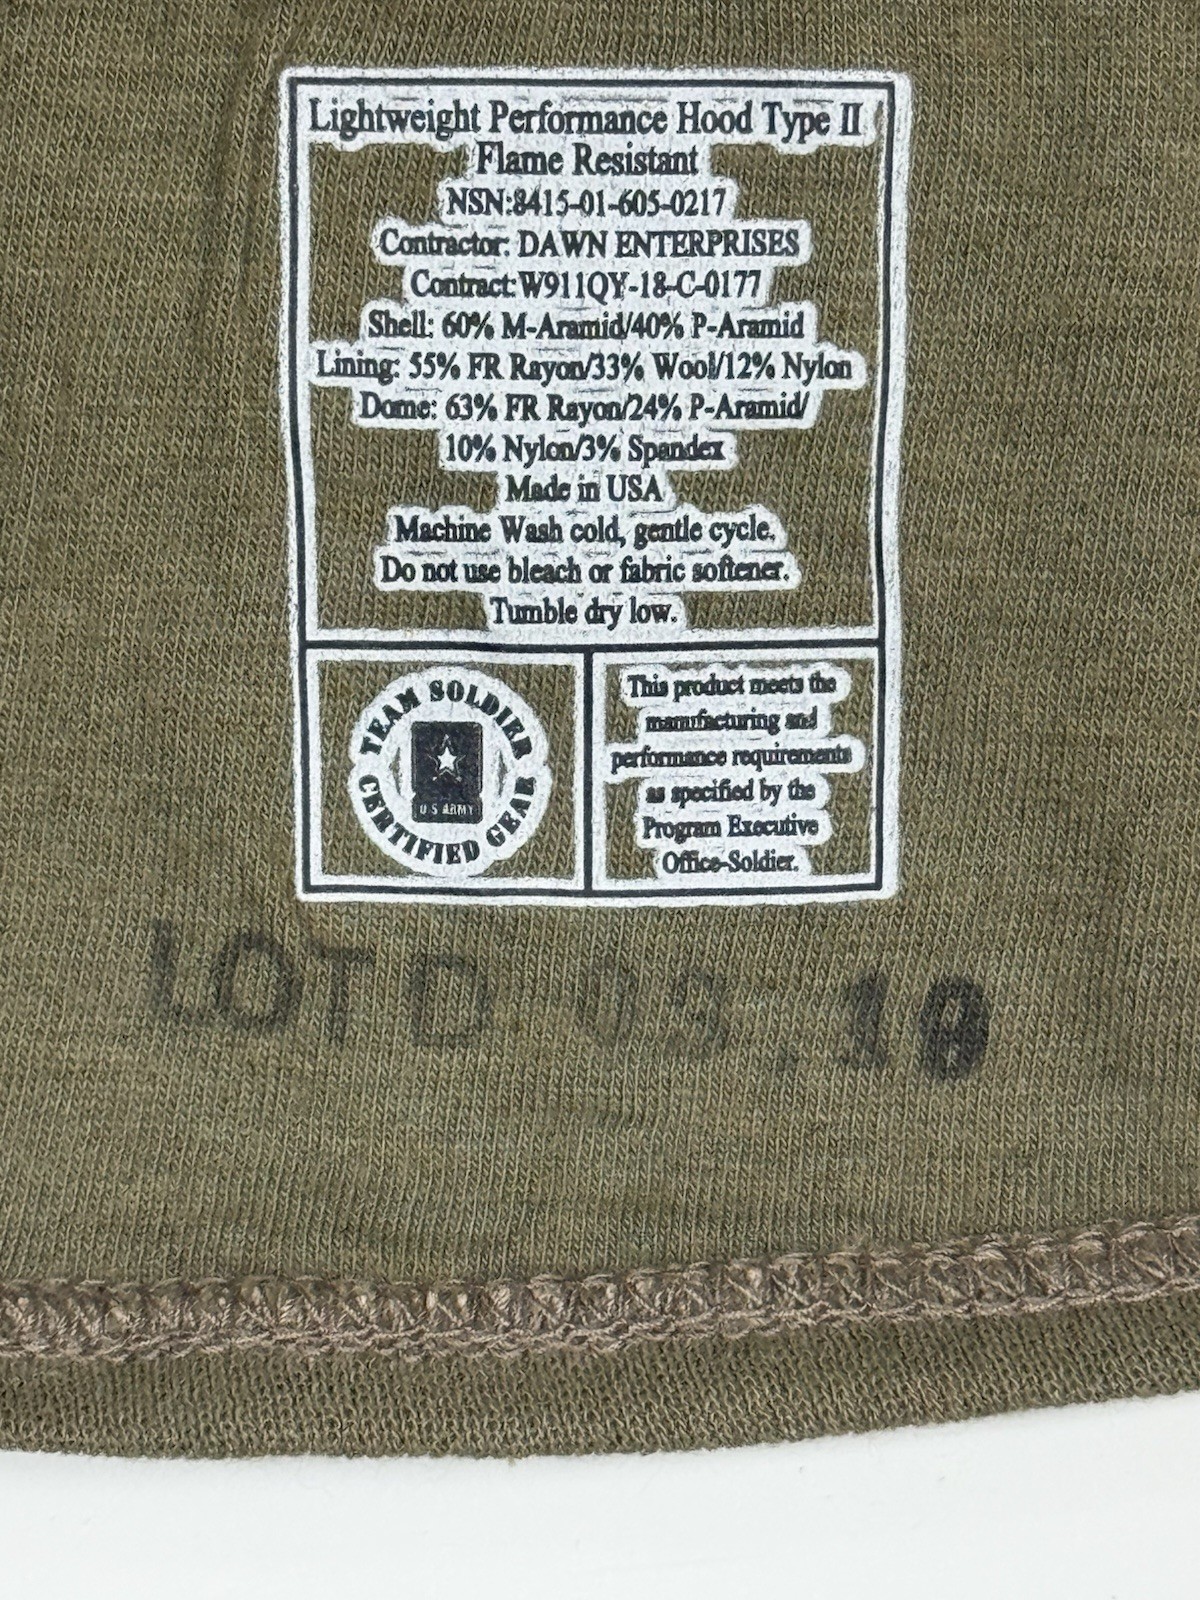 Lightweight Performance Hood Type II
Flame Resistant
NSN:8415-01-605-0217
Contractor: DAWN ENTERPRISES
Contract:W911QY-18-C-0177
Shell: 60% M-Aramid/40% P-Aramid
Lining: 55% FR Rayon/33% Wool/12% Nylon
Dome: 63% FR Rayon/24% P-Aramid/
10% Nylon/3% Spandex
Made in USA
Machine Wash cold, gentle cycle.
Do not use bleach or fabric softener.
Tumble dry low.
TEAM SOLDIER
U S ARMY
CERTIFIED GEAR
This product meets the
manufacturing and
performance requirements
as specified by the
Program Executive
Office-Soldier.
LOT D